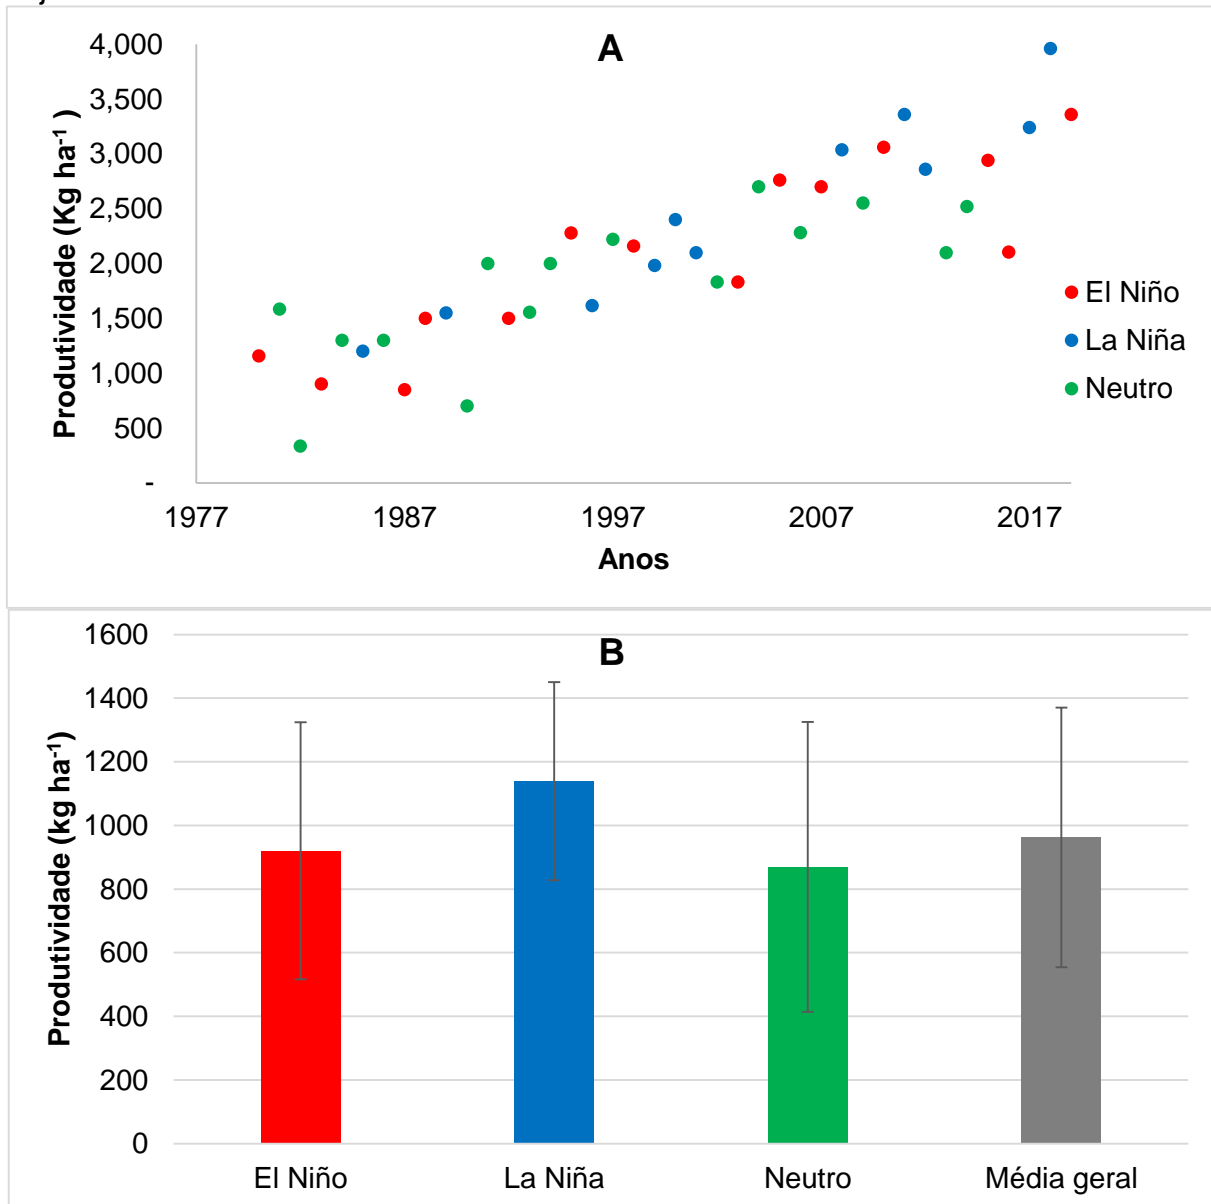 A
4,000
3,500
3,000
2,500
2,000
1,500
1,000
500
-
Produtividade (Kg ha⁻¹ )
1977 1987 1997 2007 2017
Anos
El Niño
La Niña
Neutro
B
1600
1400
1200
1000
800
600
400
200
0
Produtividade (kg ha⁻¹)
El Niño La Niña Neutro Média geral